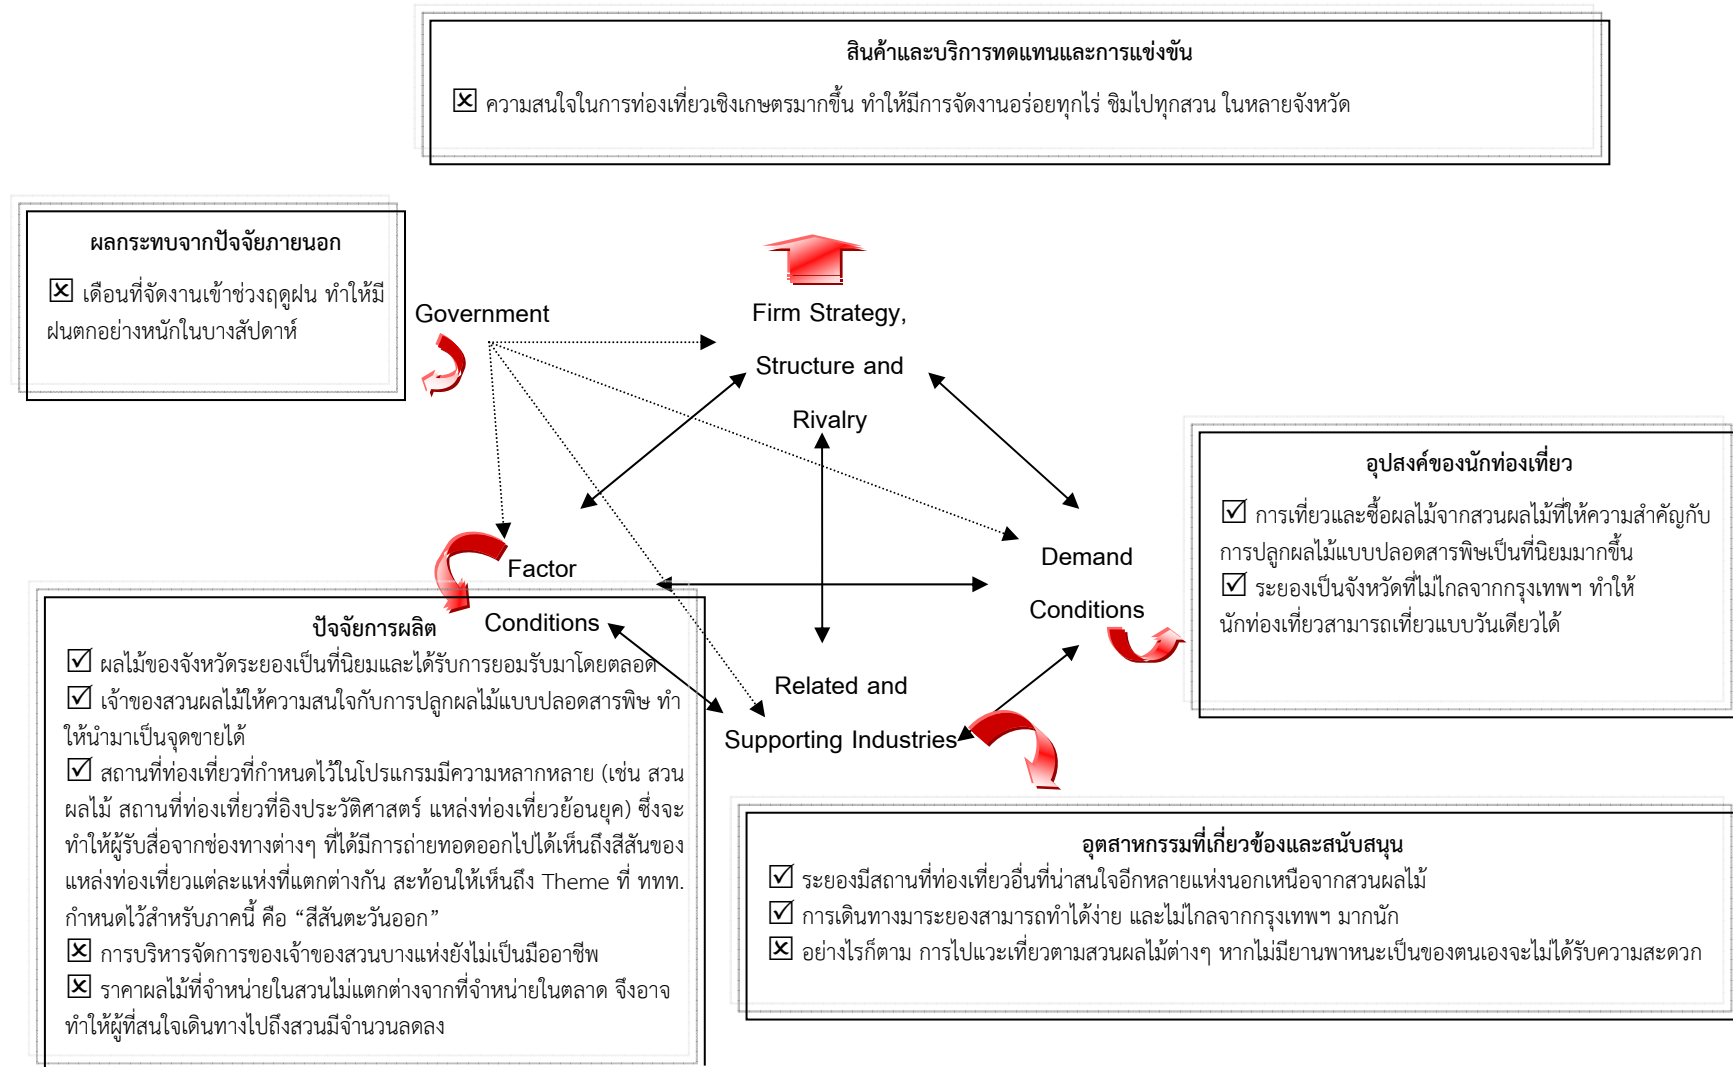 สินค้าและบริการทดแทนและการแข่งขัน
☒ ความสนใจในการท่องเที่ยวเชิงเกษตรมากขึ้น ทำให้มีการจัดงานอร่อยทุกไร่ ชิมไปทุกสวน ในหลายจังหวัด
ผลกระทบจากปัจจัยภายนอก
☒ เดือนที่จัดงานเข้าช่วงฤดูฝน ทำให้มี
ฝนตกอย่างหนักในบางสัปดาห์
Government
Firm Strategy,
Structure and
Rivalry
อุปสงค์ของนักท่องเที่ยว
☑ การเที่ยวและซื้อผลไม้จากสวนผลไม้ที่ให้ความสำคัญกับ
การปลูกผลไม้แบบปลอดสารพิษเป็นที่นิยมมากขึ้น
☑ ระยองเป็นจังหวัดที่ไม่ไกลจากกรุงเทพฯ ทำให้
นักท่องเที่ยวสามารถเที่ยวแบบวันเดียวได้
Demand
Conditions
Factor
Conditions
ปัจจัยการผลิต
☑ ผลไม้ของจังหวัดระยองเป็นที่นิยมและได้รับการยอมรับมาโดยตลอด
☑ เจ้าของสวนผลไม้ให้ความสนใจกับการปลูกผลไม้แบบปลอดสารพิษ ทำ
ให้นำมาเป็นจุดขายได้
☑ สถานที่ท่องเที่ยวที่กำหนดไว้ในโปรแกรมมีความหลากหลาย (เช่น สวน
ผลไม้ สถานที่ท่องเที่ยวที่อิงประวัติศาสตร์ แหล่งท่องเที่ยวย้อนยุค) ซึ่งจะ
ทำให้ผู้รับสื่อจากช่องทางต่างๆ ที่ได้มีการถ่ายทอดออกไปได้เห็นถึงสีสันของ
แหล่งท่องเที่ยวแต่ละแห่งที่แตกต่างกัน สะท้อนให้เห็นถึง Theme ที่ ททท.
กำหนดไว้สำหรับภาคนี้ คือ “สีสันตะวันออก”
☒ การบริหารจัดการของเจ้าของสวนบางแห่งยังไม่เป็นมืออาชีพ
☒ ราคาผลไม้ที่จำหน่ายในสวนไม่แตกต่างจากที่จำหน่ายในตลาด จึงอาจ
ทำให้ผู้ที่สนใจเดินทางไปถึงสวนมีจำนวนลดลง
Related and
Supporting Industries
อุตสาหกรรมที่เกี่ยวข้องและสนับสนุน
☑ ระยองมีสถานที่ท่องเที่ยวอื่นที่น่าสนใจอีกหลายแห่งนอกเหนือจากสวนผลไม้
☑ การเดินทางมาระยองสามารถทำได้ง่าย และไม่ไกลจากกรุงเทพฯ มากนัก
☒ อย่างไรก็ตาม การไปแวะเที่ยวตามสวนผลไม้ต่างๆ หากไม่มียานพาหนะเป็นของตนเองจะไม่ได้รับความสะดวก